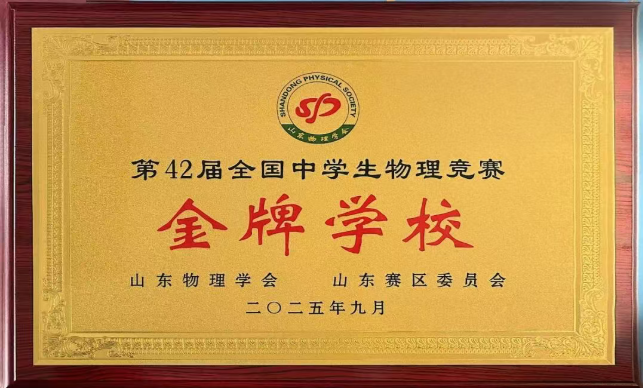 SHANDONG PHYSICAL SOCIETY
SP
山东物理学会
第42届全国中学生物理竞赛
金牌学校
山东物理学会 山东赛区委员会
二〇二五年九月